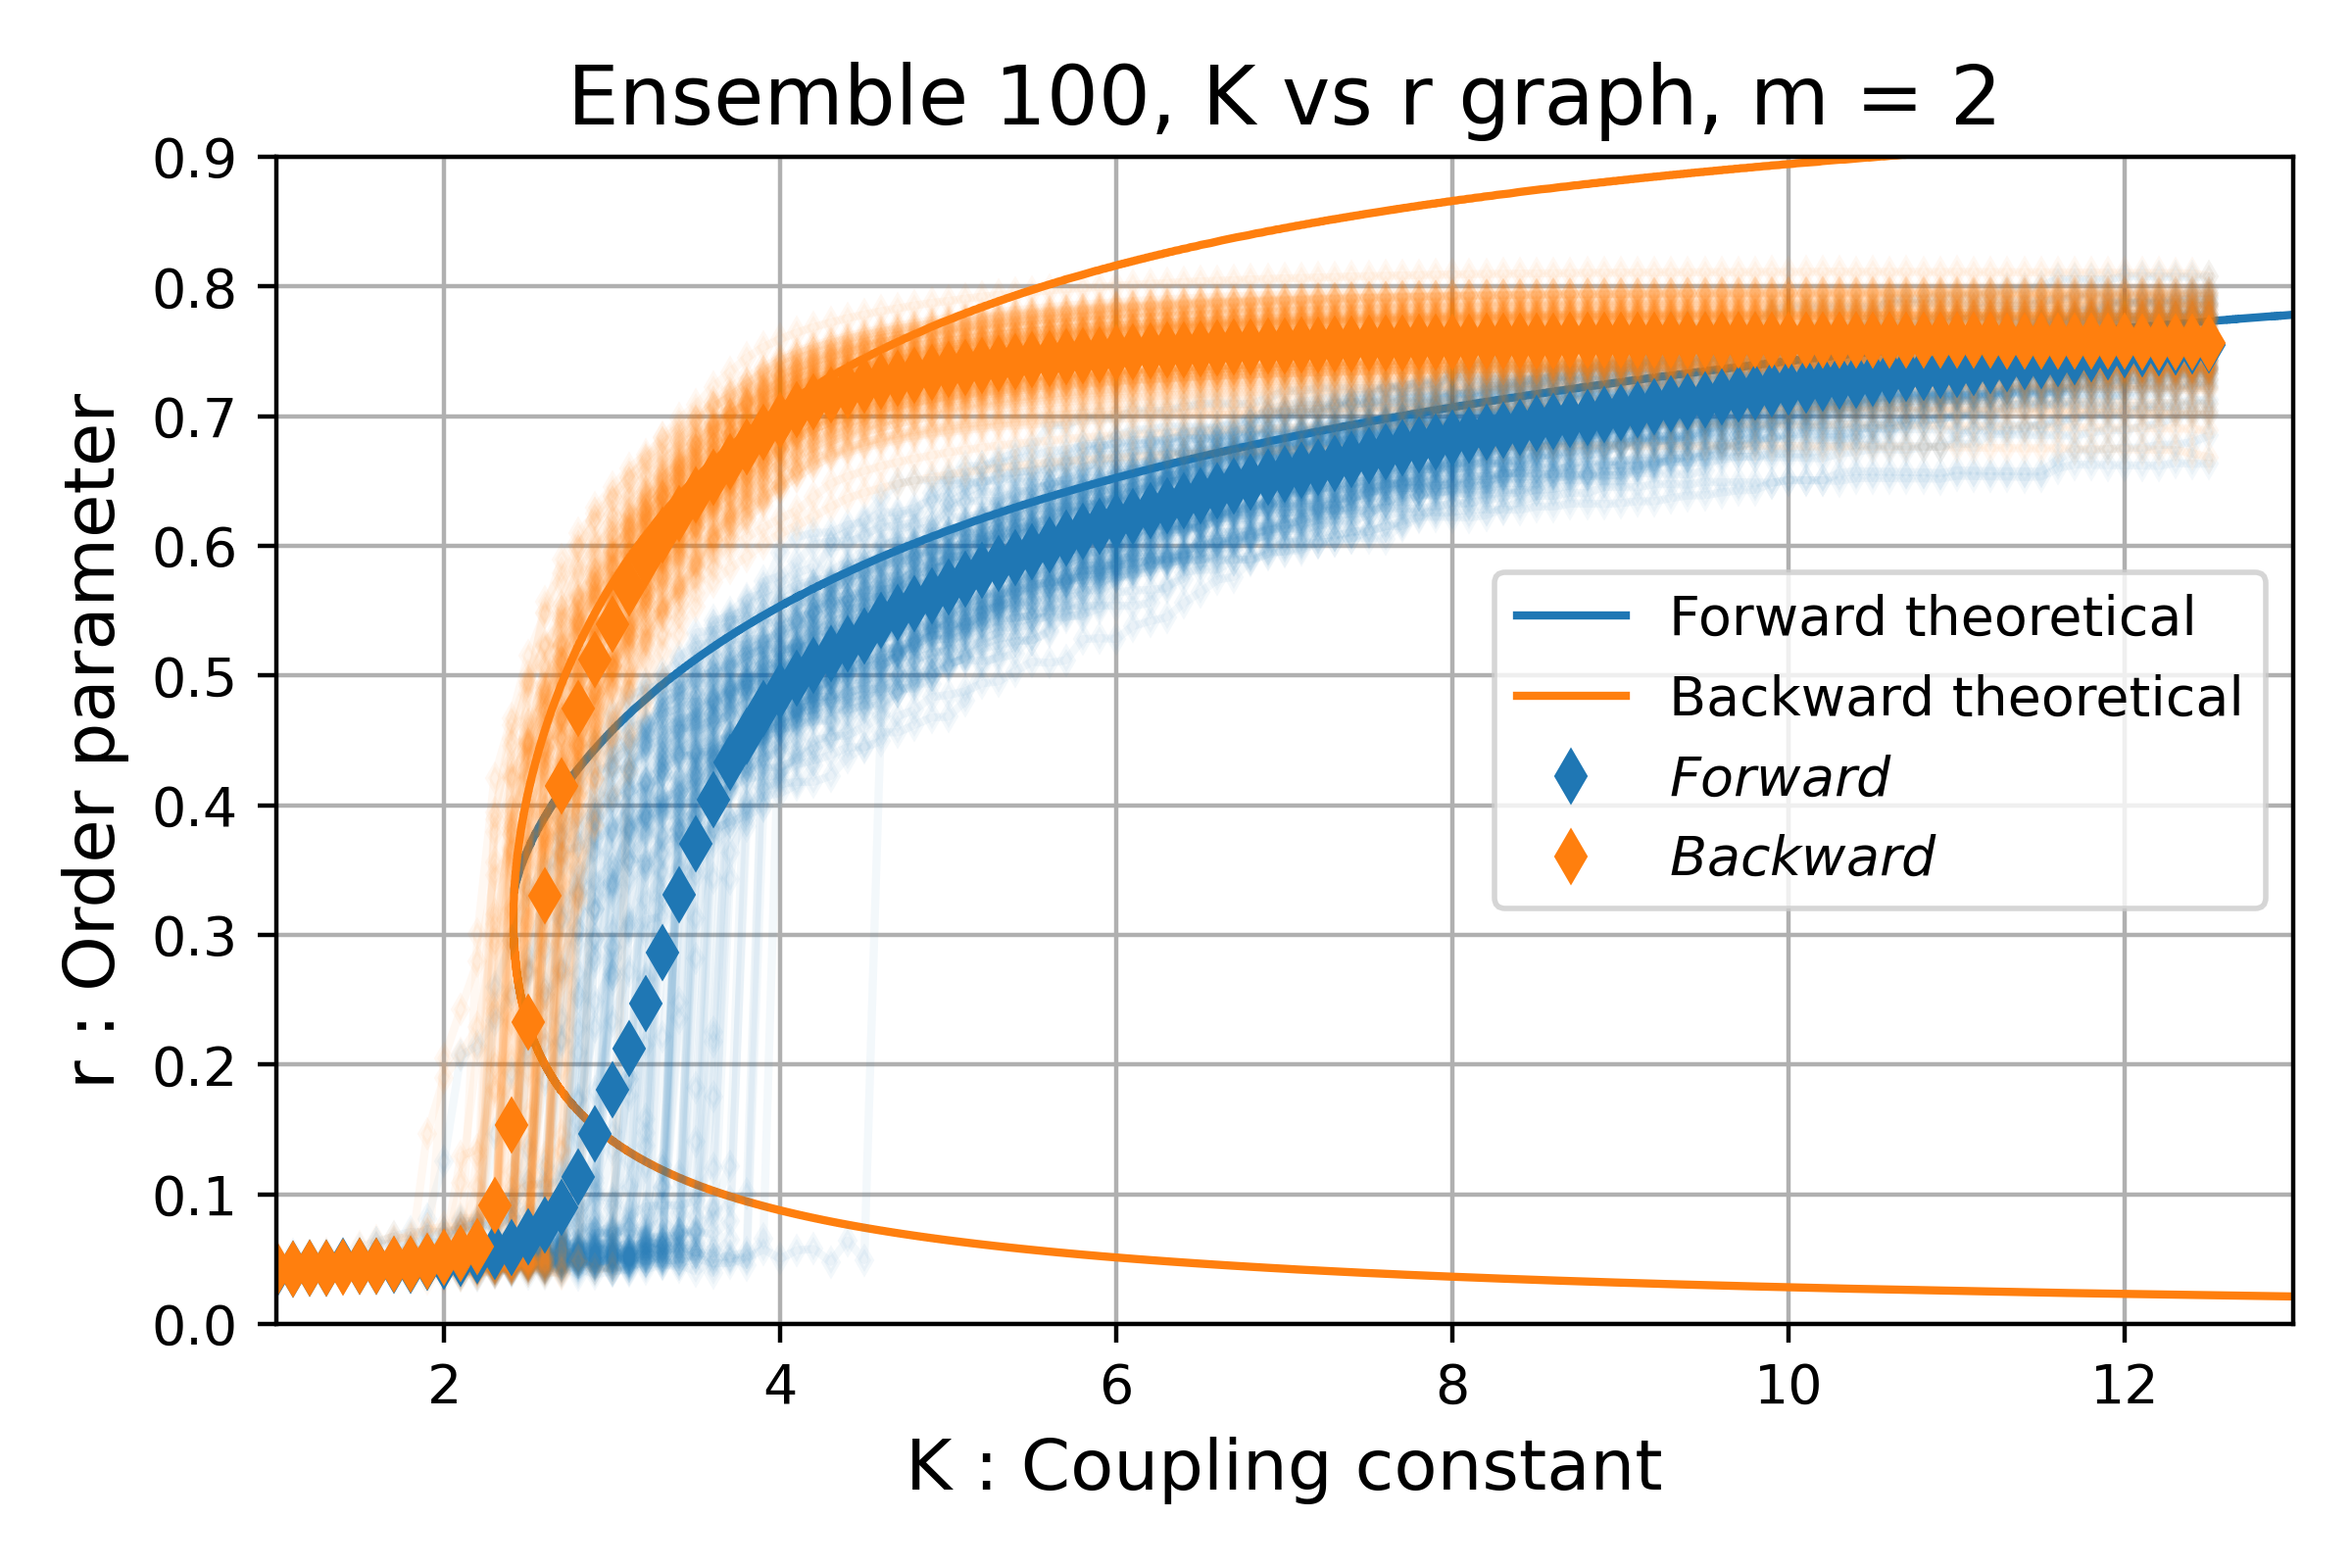 Ensemble 100, K vs r graph, m = 2
r : Order parameter
0.9
0.8
0.7
0.6
0.5
0.4
0.3
0.2
0.1
0.0
Forward theoretical
Backward theoretical
Forward
Backward
2 4 6 8 10 12
K : Coupling constant